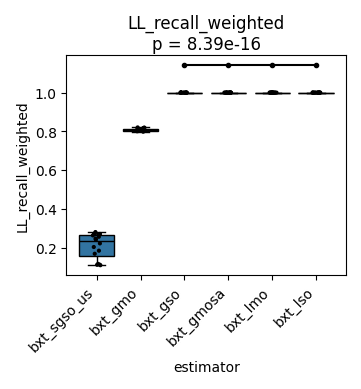 LL_recall_weighted
p = 8.39e-16
LL_recall_weighted
1.0
0.8
0.6
0.4
0.2
bxt_sgso_us
bxt_gmo
bxt_gso
bxt_gmosa
bxt_lmo
bxt_lso
estimator